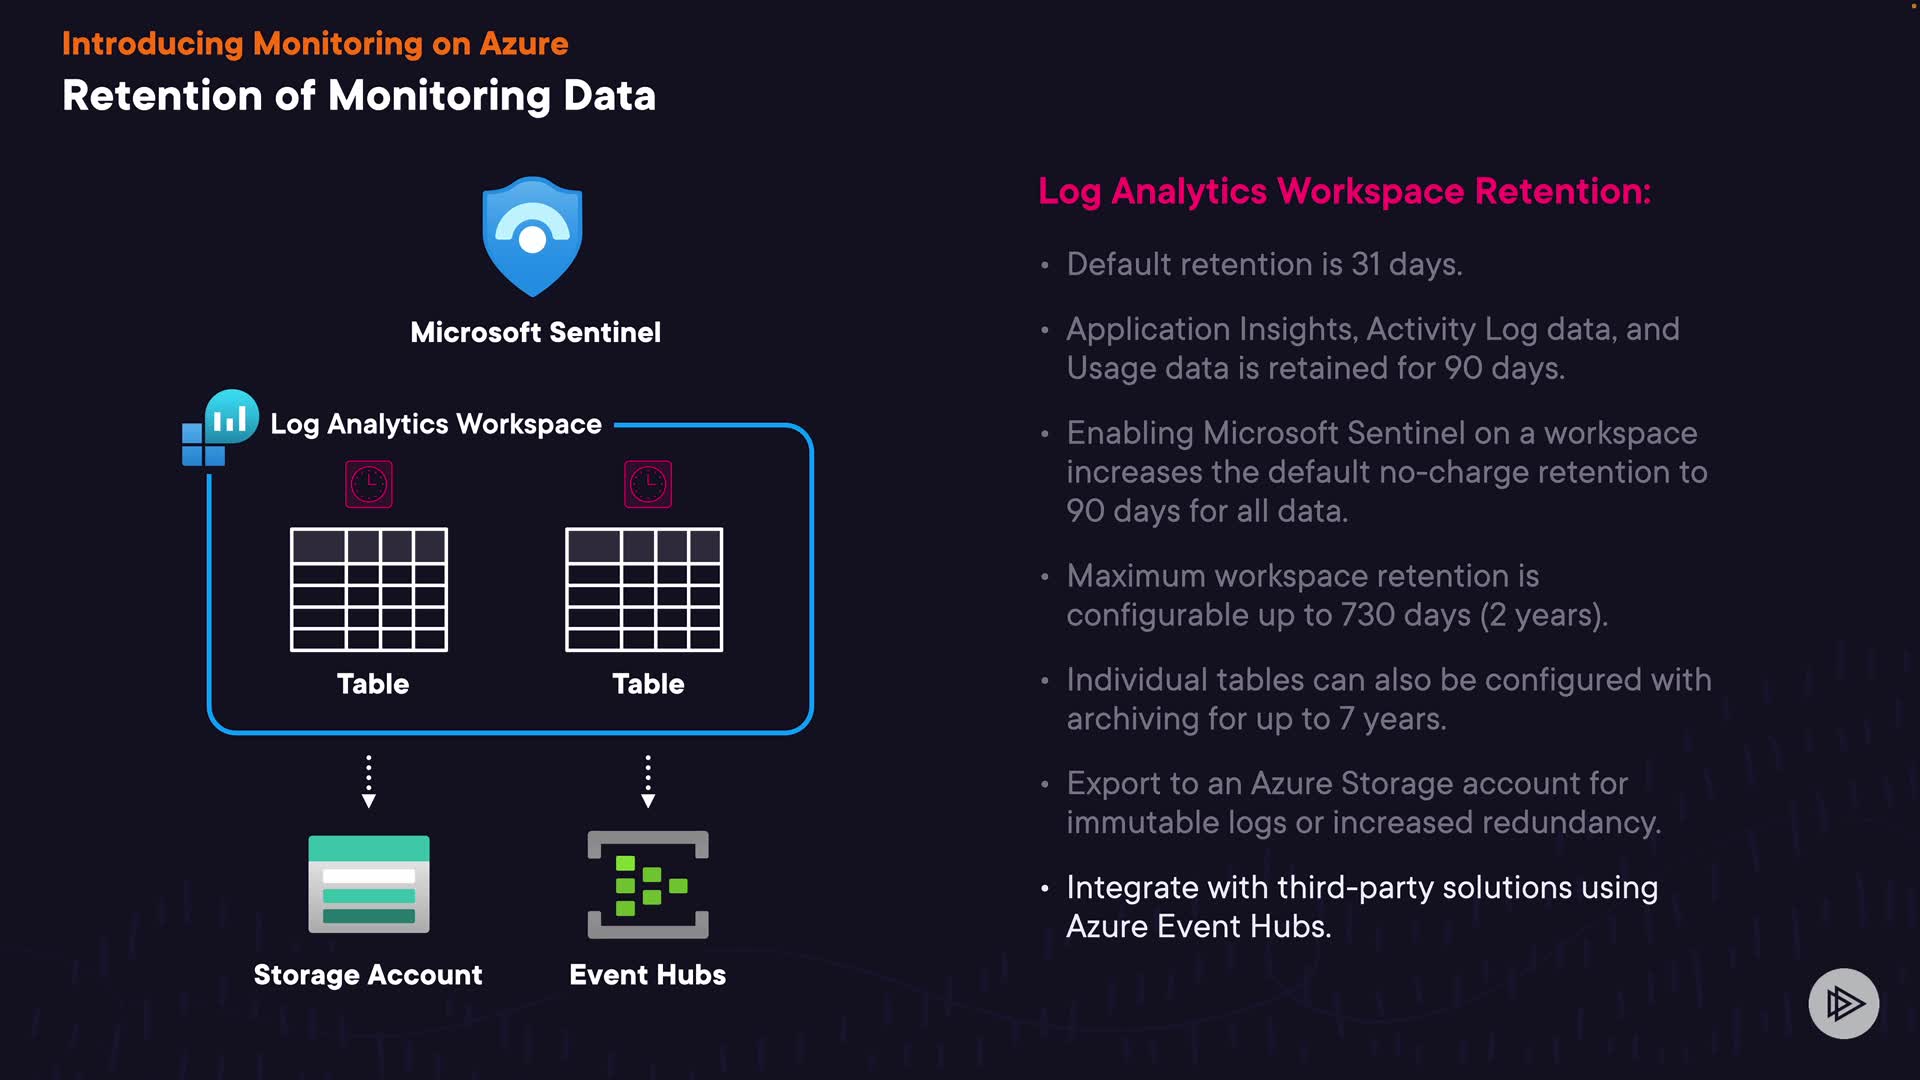 Introducing Monitoring on Azure
Retention of Monitoring Data
Microsoft Sentinel
Log Analytics Workspace
Table
Table
Storage Account
Event Hubs
Log Analytics Workspace Retention:
• Default retention is 31 days.
• Application Insights, Activity Log data, and
Usage data is retained for 90 days.
• Enabling Microsoft Sentinel on a workspace
increases the default no-charge retention to
90 days for all data.
• Maximum workspace retention is
configurable up to 730 days (2 years).
• Individual tables can also be configured with
archiving for up to 7 years.
• Export to an Azure Storage account for
immutable logs or increased redundancy.
• Integrate with third-party solutions using
Azure Event Hubs.